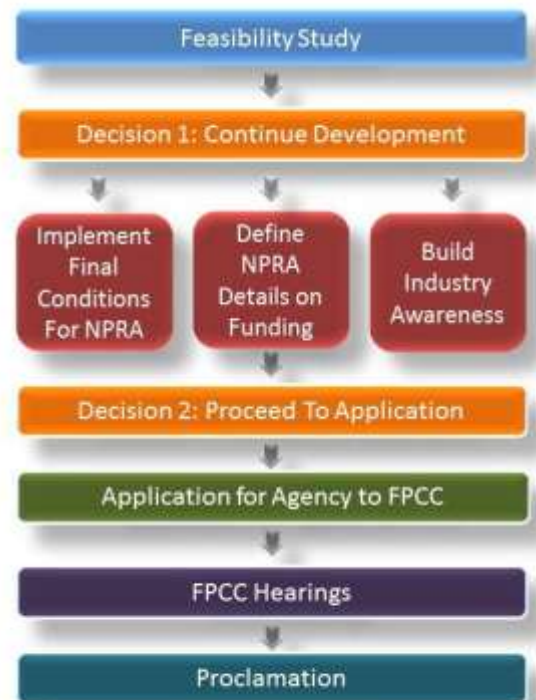 Feasibility Study
Decision 1: Continue Development
Implement
Final
Conditions
For NPRA
Define
NPRA
Details on
Funding
Build
Industry
Awareness
Decision 2: Proceed To Application
Application for Agency to FPCC
FPCC Hearings
Proclamation